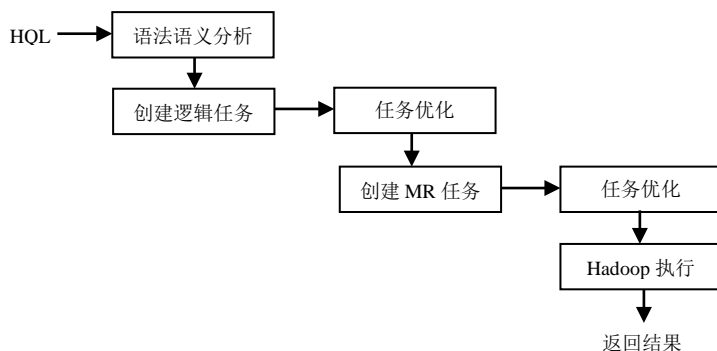 HQL
语法语义分析
创建逻辑任务
任务优化
创建 MR 任务
任务优化
Hadoop 执行
返回结果